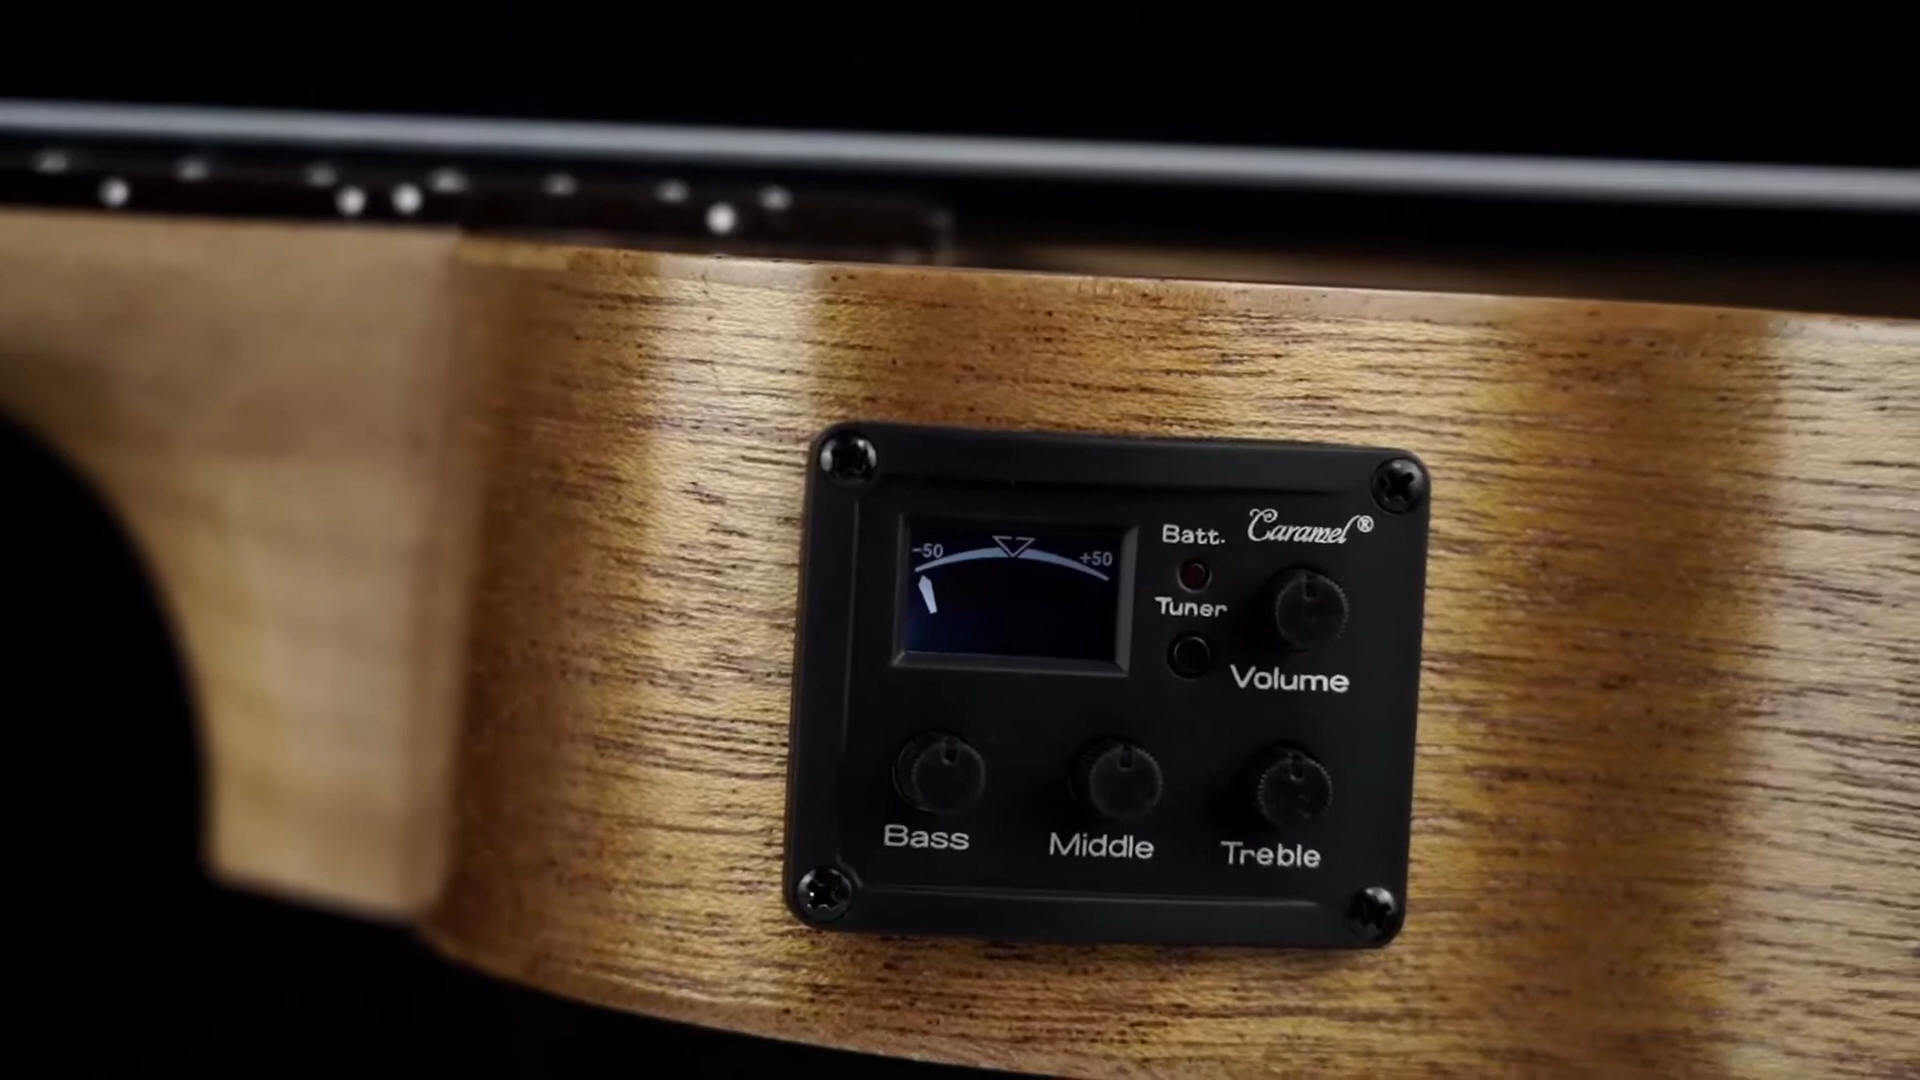 -50 +50
Batt. Caramel®
Tuner
Volume
Bass Middle Treble